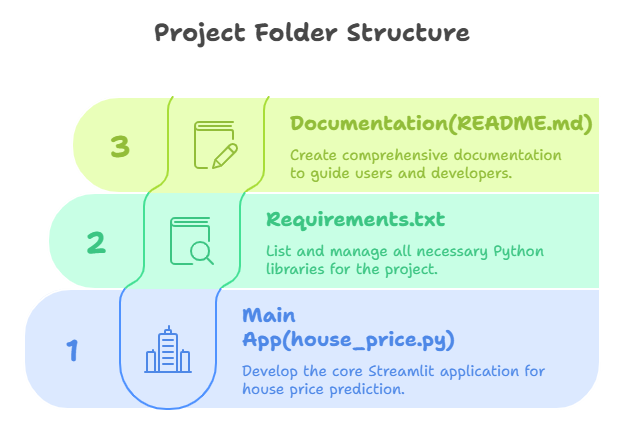 Project Folder Structure
3
Documentation(README.md)
Create comprehensive documentation
to guide users and developers.
2
Requirements.txt
List and manage all necessary Python
libraries for the project.
1
Main
App(house_price.py)
Develop the core Streamlit application for
house price prediction.